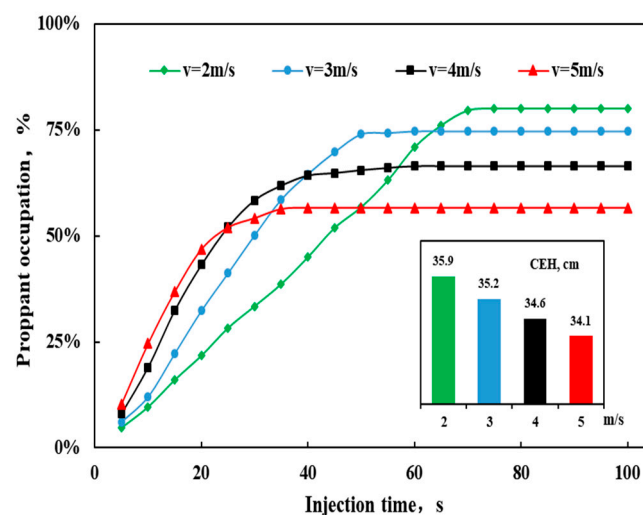 100%
v=2m/s v=3m/s v=4m/s v=5m/s
75%
Proppant occupation, %
50%
CEH, cm
35.9
35.2
34.6
34.1
25%
2 3 4 5 m/s
0%
0 20 40 60 80 100
Injection time, s